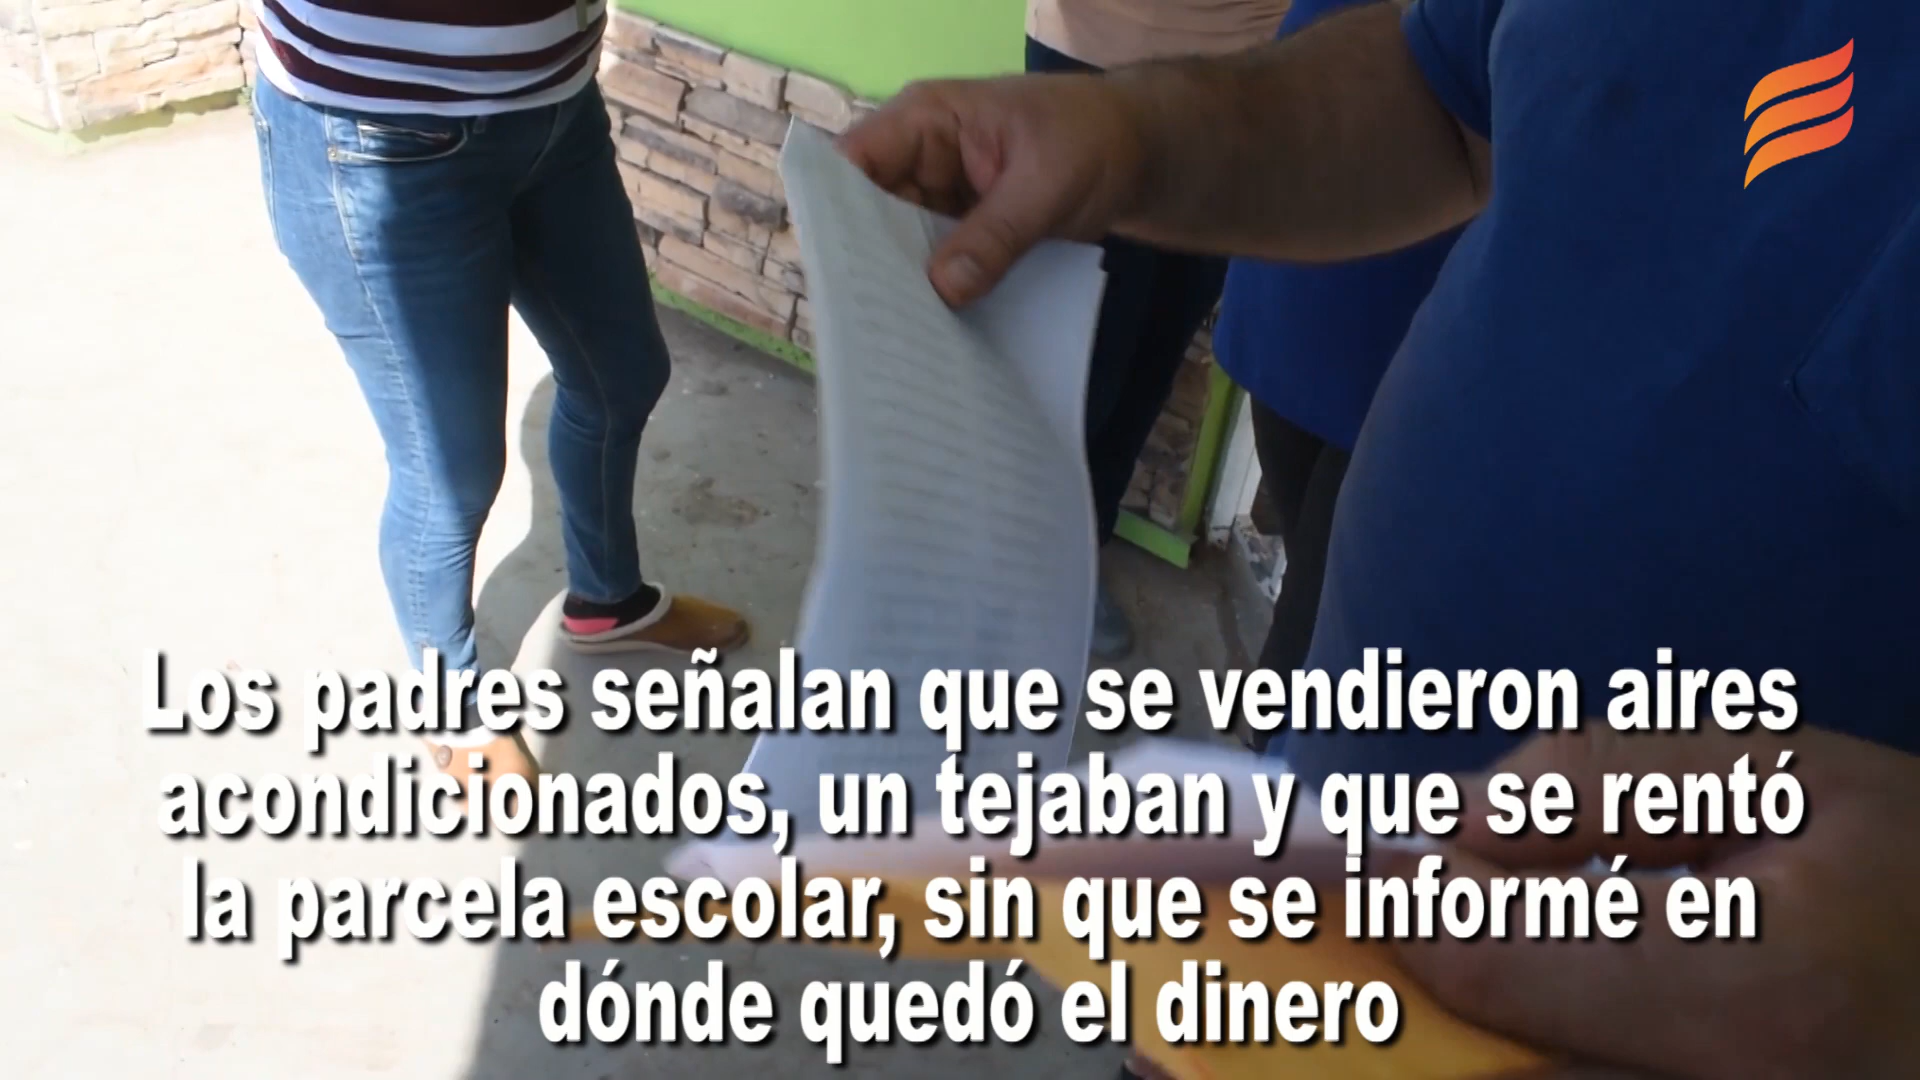 Los padres señalan que se vendieron aires
acondicionados, un tejaban y que se rentó
la parcela escolar, sin que se informé en
dónde quedó el dinero